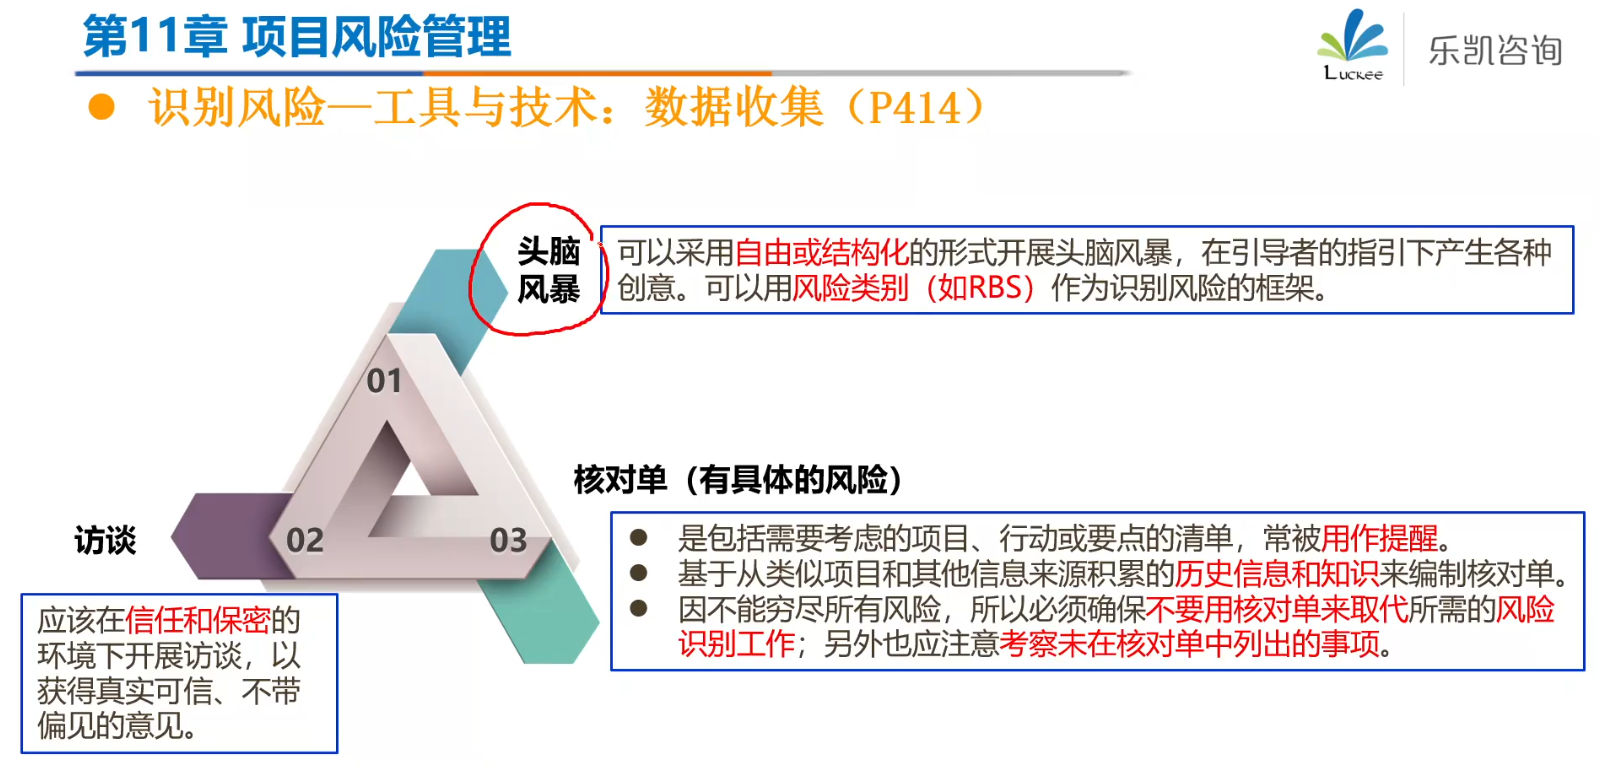 第11章 项目风险管理
Luckee
乐凯咨询
识别风险—工具与技术：数据收集（P414）
头脑
风暴
可以采用自由或结构化的形式开展头脑风暴，在引导者的指引下产生各种
创意。可以用风险类别（如RBS）作为识别风险的框架。
01
核对单（有具体的风险）
访谈
02
03
是包括需要考虑的项目、行动或要点的清单，常被用作提醒。
基于从类似项目和其他信息来源积累的历史信息和知识来编制核对单。
因不能穷尽所有风险，所以必须确保不要用核对单来取代所需的风险
识别工作；另外也应注意考察未在核对单中列出的事项。
应该在信任和保密的
环境下开展访谈，以
获得真实可信、不带
偏见的意见。